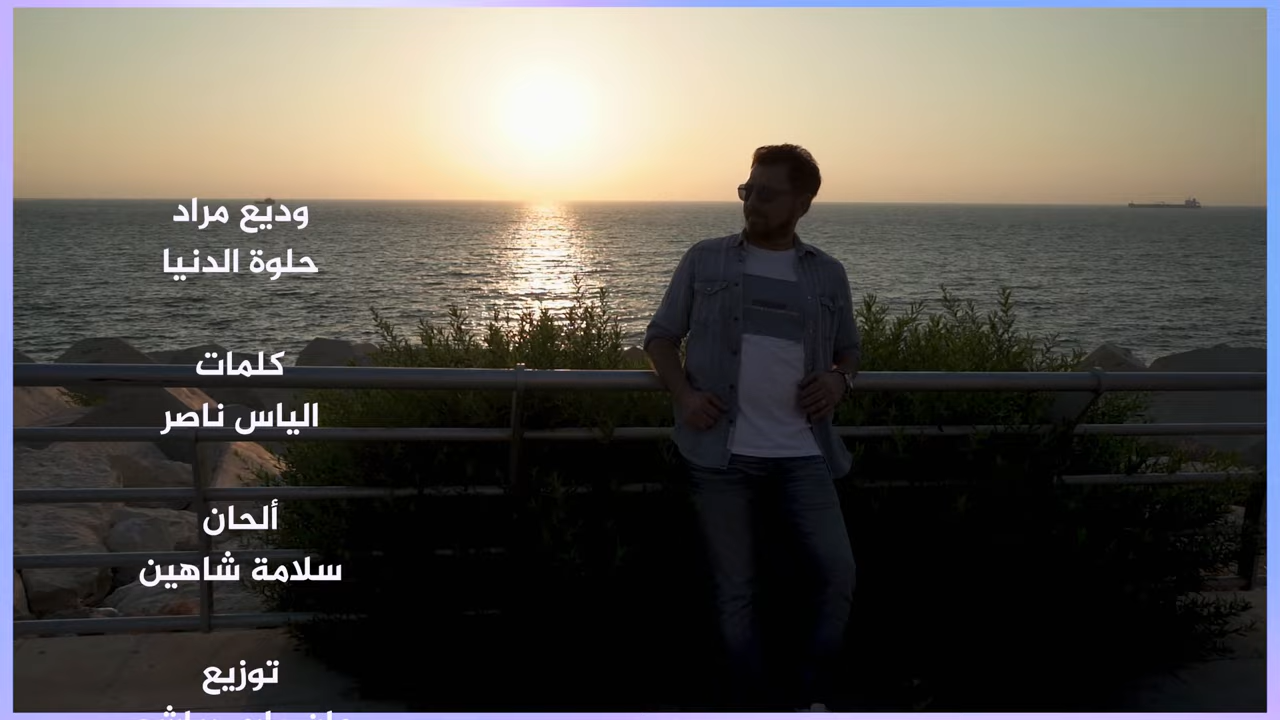 وديع مراد
حلوة الدنيا
كلمات
الياس ناصر
ألحان
سلامة شاهين
توزيع